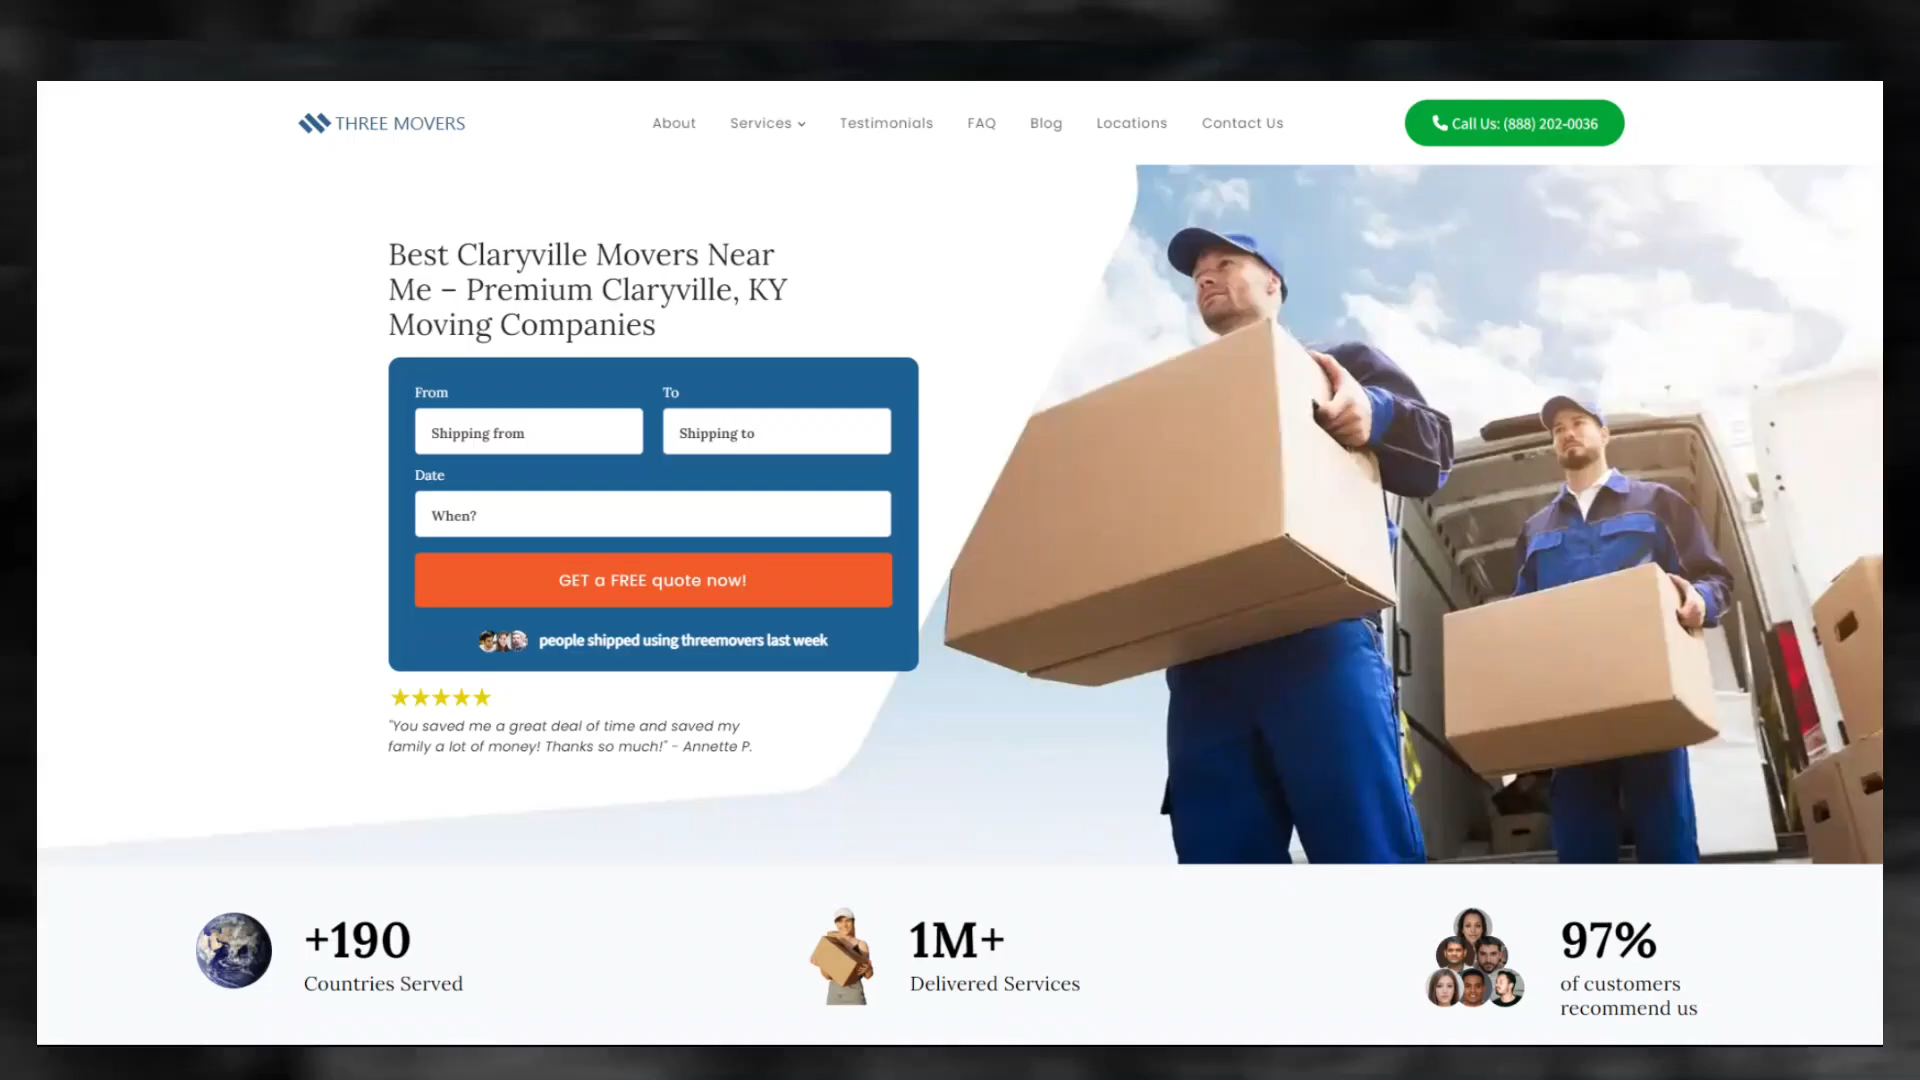 THREE MOVERS
About
Services
Testimonials
FAQ
Blog
Locations
Contact Us
Call Us: (888) 202-0036
Best Claryville Movers Near
Me – Premium Claryville, KY
Moving Companies
From
To
Shipping from
Shipping to
Date
When?
GET a FREE quote now!
people shipped using threemovers last week
"You saved me a great deal of time and saved my
family a lot of money! Thanks so much!" - Annette P.
+190
Countries Served
1M+
Delivered Services
97%
of customers
recommend us